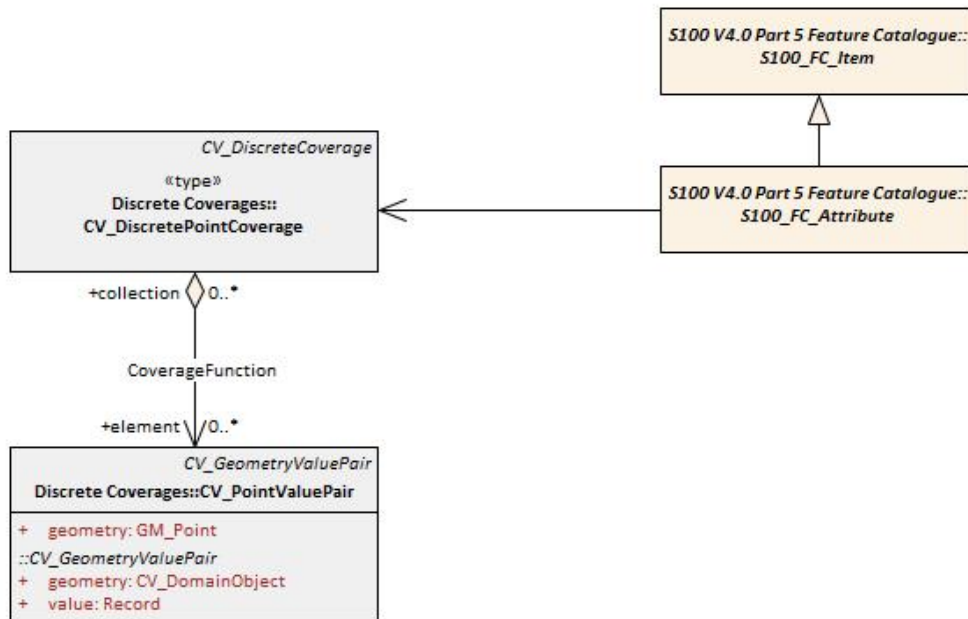 S100 V4.0 Part 5 Feature Catalogue::
S100_FC_Item
CV_DiscreteCoverage
«type»
Discrete Coverages::
CV_DiscretePointCoverage
S100 V4.0 Part 5 Feature Catalogue::
S100_FC_Attribute
+collection 0..*
CoverageFunction
+element 0..*
CV_GeometryValuePair
Discrete Coverages::CV_PointValuePair
+ geometry: GM_Point
::CV_GeometryValuePair
+ geometry: CV_DomainObject
+ value: Record